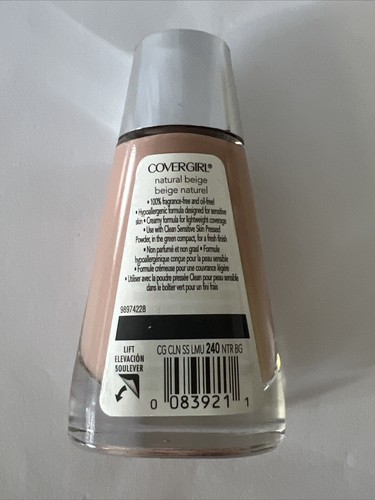 COVERGIRL
natural beige
beige naturel
• 100% fragrance-free and oil-free!
• Hypoallergenic formula designed for sensitive
skin • Creamy formula for lightweight coverage
• Use with Clean Sensitive Skin Pressed
Powder, in the green compact, for a fresh finish
• Non parfumé et non gras! • Formule
hypoallergénique conçue pour la peau sensible
• Formule crémeuse pour une couvrance légère
• Utiliser avec la poudre pressée Clean pour peau sensible
dans le boîtier vert pour un fini frais
98974228
LIFT
ELEVACIÓN
SOULEVER
CG CLN SS LMU 240 NTR BG
0 083921 1